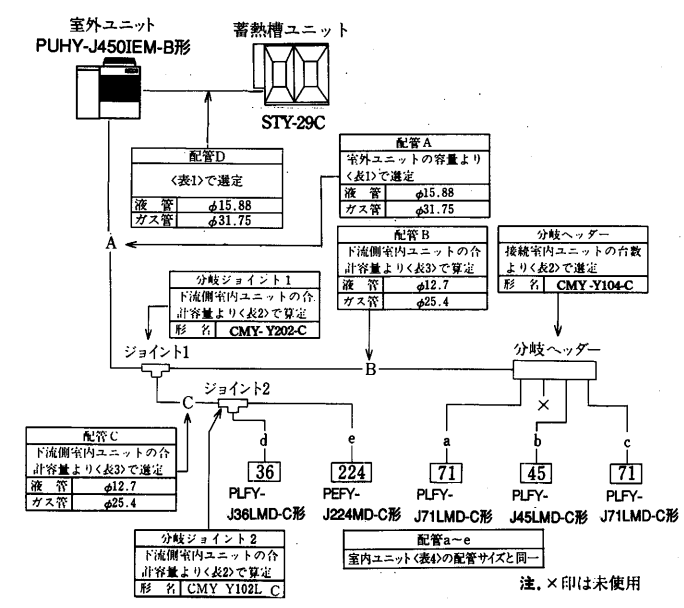 室外ユニット
PUHY-J450IEM-B形
蓄熱槽ユニット
STY-29C
配管D
〈表1〉で選定
液 管 φ15.88
ガス管 φ31.75
配管A
室外ユニットの容量より
〈表1〉で選定
液 管 φ15.88
ガス管 φ31.75
A
配管B
下流側室内ユニットの合
計容量より〈表3〉で算定
液 管 φ12.7
ガス管 φ25.4
分岐ヘッダー
接続室内ユニットの台数
より〈表2〉で選定
形 名 CMY-Y104-C
分岐ジョイント1
下流側室内ユニットの合
計容量より〈表2〉で算定
形 名 CMY-Y202-C
ジョイント1
B
分岐ヘッダー
ジョイント2
C
×
配管C
下流側室内ユニットの合
計容量より〈表3〉で選定
液 管 φ12.7
ガス管 φ25.4
d e a b c
36 224 71 45 71
PLFY-
J36LMD-C形
PEFY-
J224MD-C形
PLFY-
J71LMD-C形
PLFY-
J45LMD-C形
PLFY-
J71LMD-C形
分岐ジョイント2
下流側室内ユニットの合
計容量より〈表2〉で算定
形 名 CMY Y102L C
配管a〜e
室内ユニット〈表4〉の配管サイズと同一
注.×印は未使用